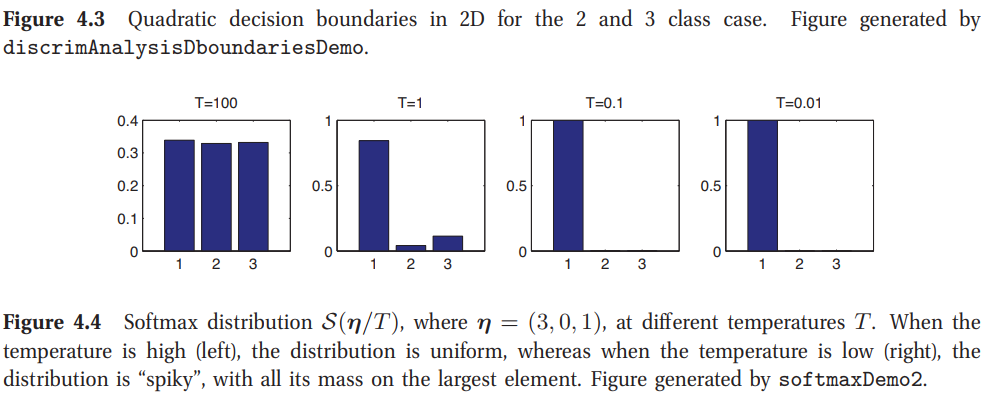 Figure 4.3 Quadratic decision boundaries in 2D for the 2 and 3 class case. Figure generated by
discrimAnalysisDboundariesDemo.
T=100
0.4
0.3
0.2
0.1
0
1 2 3
T=1
1
0.5
0
1 2 3
T=0.1
1
0.5
0
1 2 3
T=0.01
1
0.5
0
1 2 3
Figure 4.4 Softmax distribution 𝒮(𝜼/T), where 𝜼 = (3, 0, 1), at different temperatures T. When the
temperature is high (left), the distribution is uniform, whereas when the temperature is low (right), the
distribution is “spiky”, with all its mass on the largest element. Figure generated by softmaxDemo2.